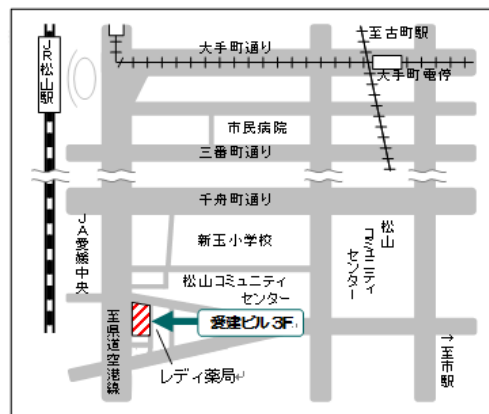 至古町駅
大手町通り
JR松山駅
大手町電停
市民病院
三番町通り
千舟町通り
JA愛媛中央
新玉小学校
松山
コミュニティ
センター
松山コミュニティ
センター
至県道空港線
愛建ビル 3F
レディ薬局
→至市駅